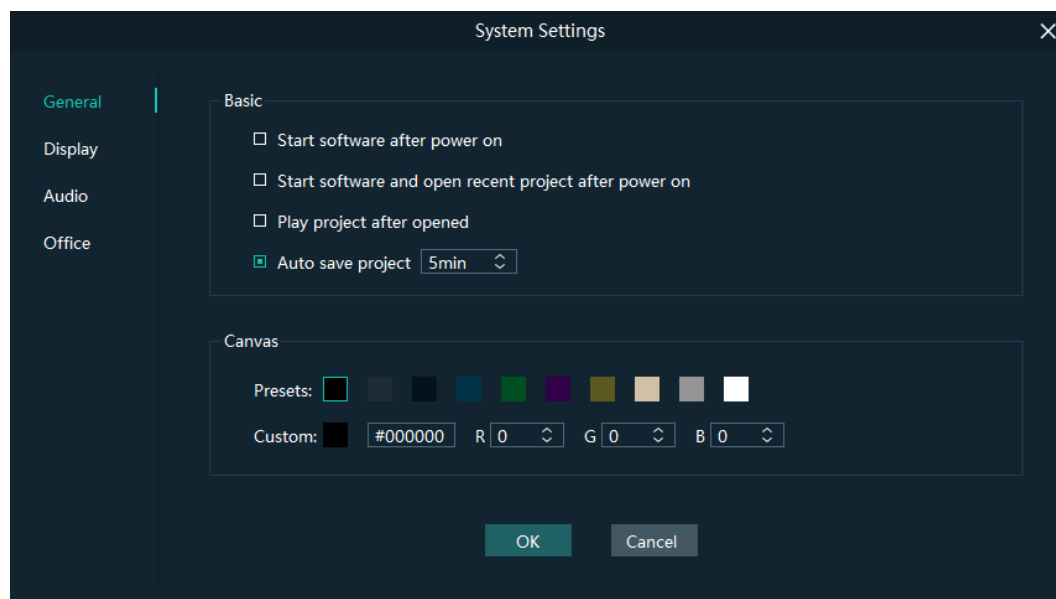 System Settings
General
Display
Audio
Office
Basic
Start software after power on
Start software and open recent project after power on
Play project after opened
Auto save project 5min
Canvas
Presets:
Custom: #000000 R 0 G 0 B 0
OK Cancel